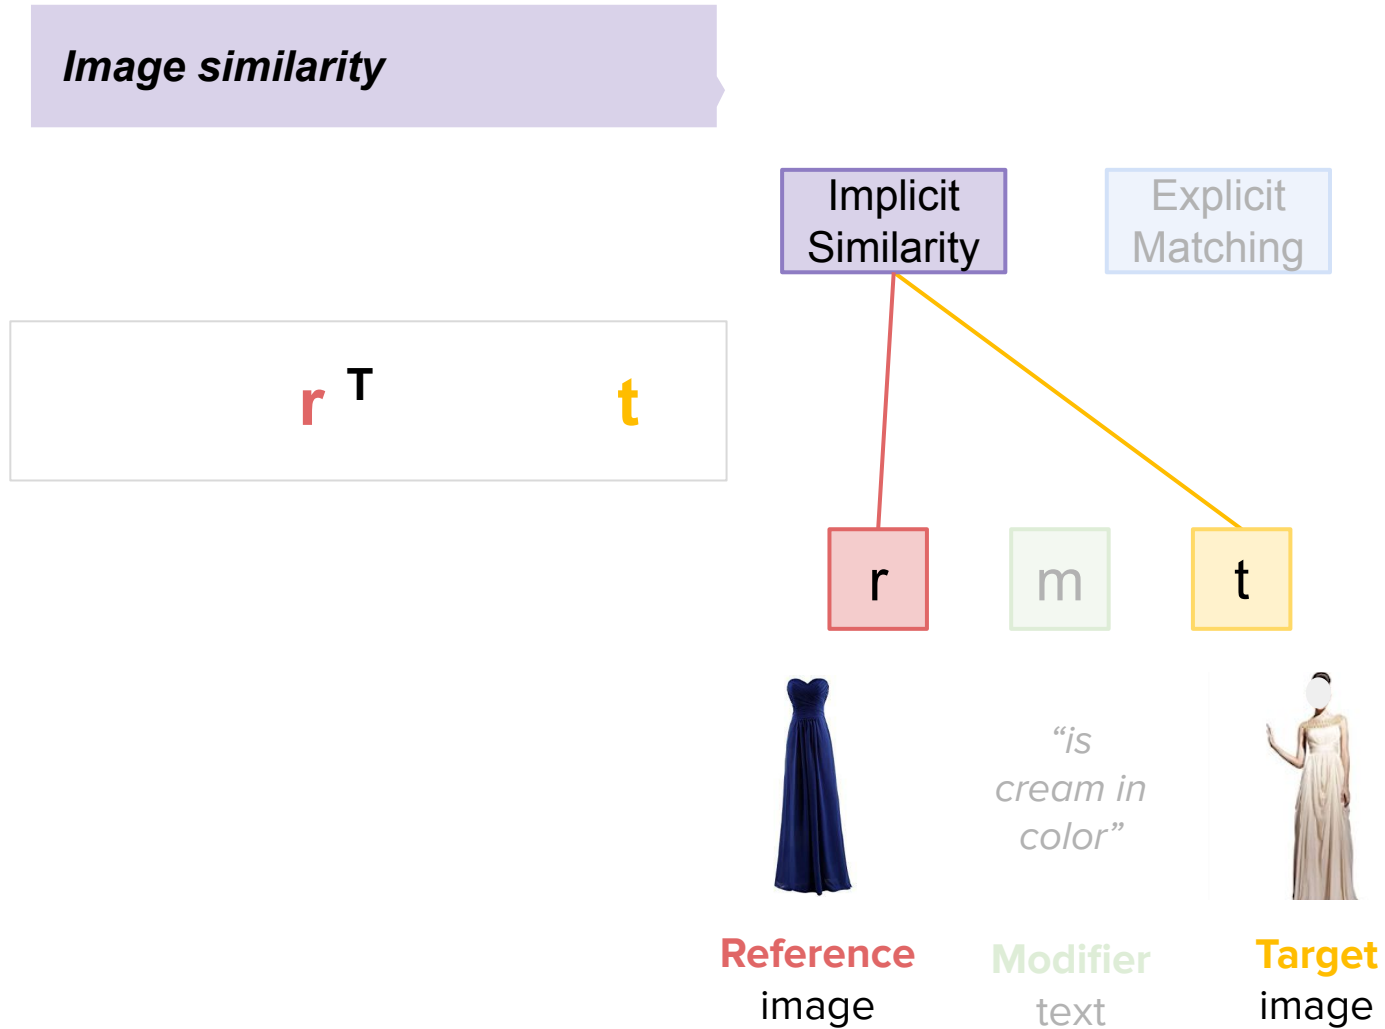 Image similarity
Implicit
Similarity
Explicit
Matching
r T t
r
m
t
“is
cream in
color”
Reference
image
Modifier
text
Target
image